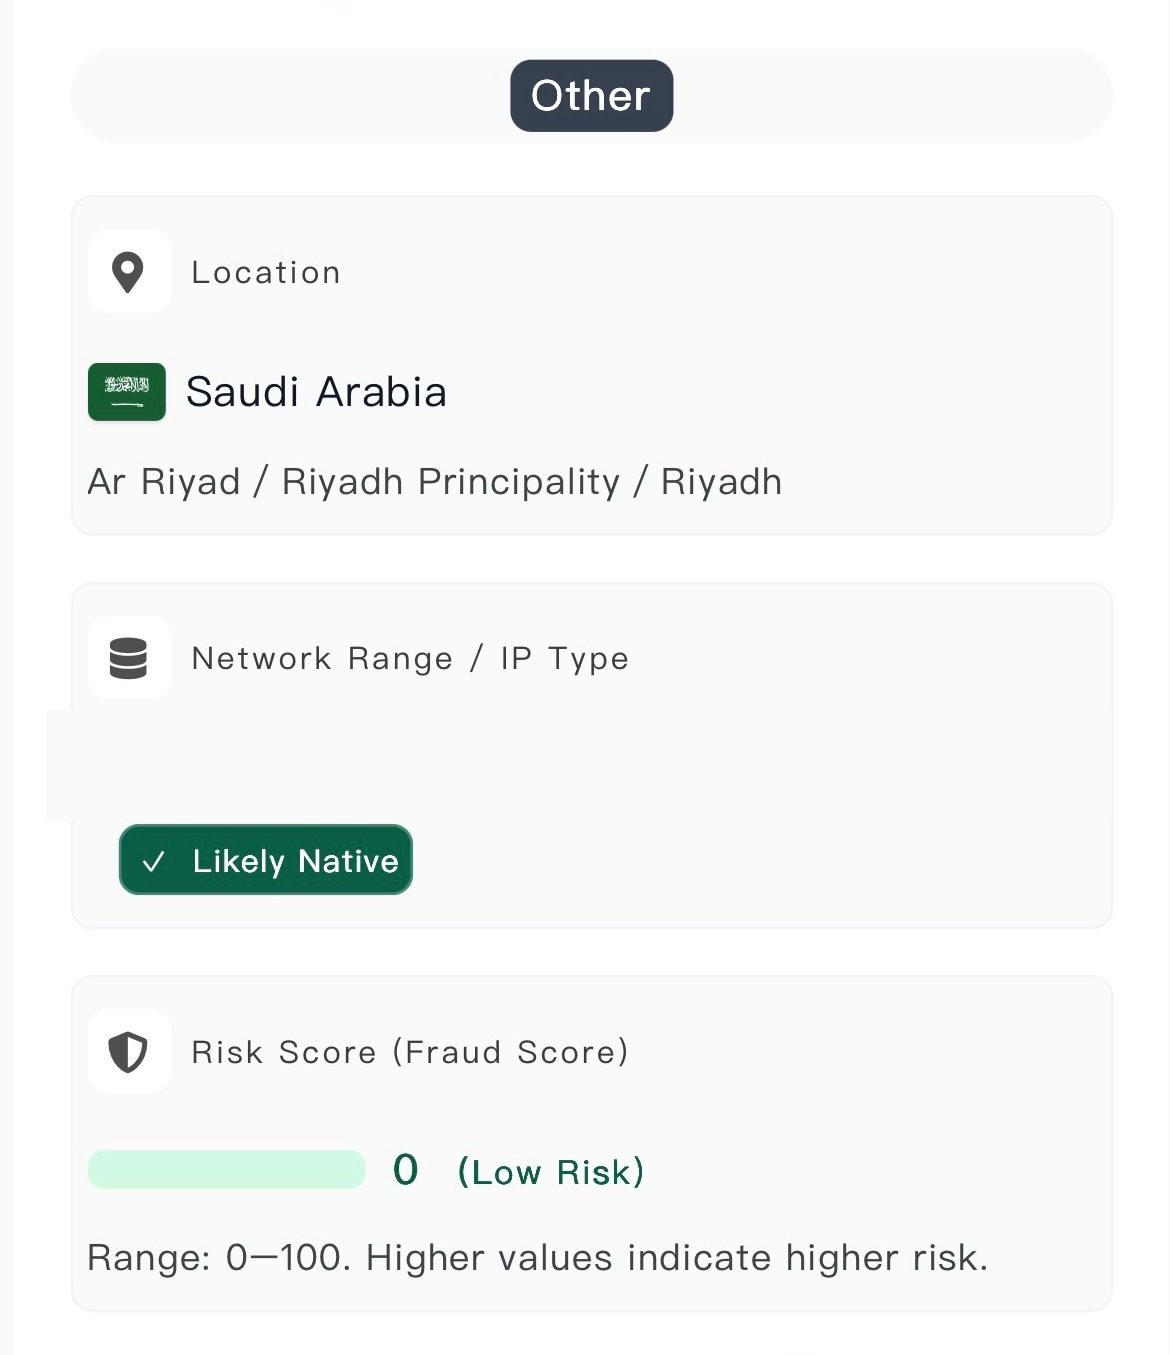 Other
Location
Saudi Arabia
Ar Riyad / Riyadh Principality / Riyadh
Network Range / IP Type
✓ Likely Native
Risk Score (Fraud Score)
0 (Low Risk)
Range: 0—100. Higher values indicate higher risk.